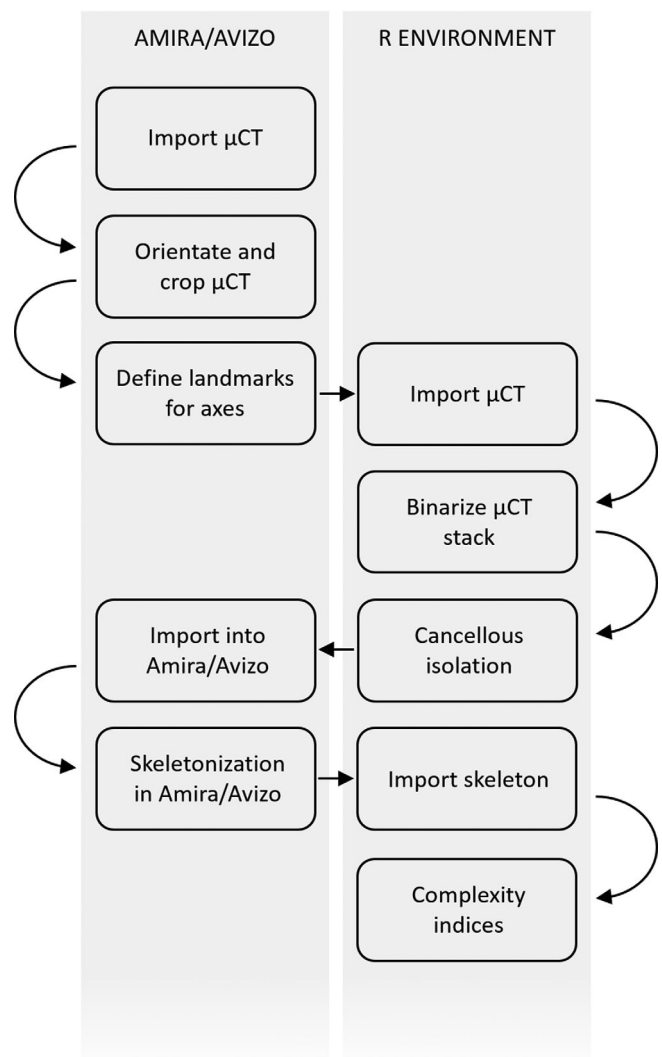 AMIRA/AVIZO
R ENVIRONMENT
Import µCT
Orientate and
crop µCT
Define landmarks
for axes
Import µCT
Binarize µCT
stack
Cancellous
isolation
Import into
Amira/Avizo
Skeletonization
in Amira/Avizo
Import skeleton
Complexity
indices